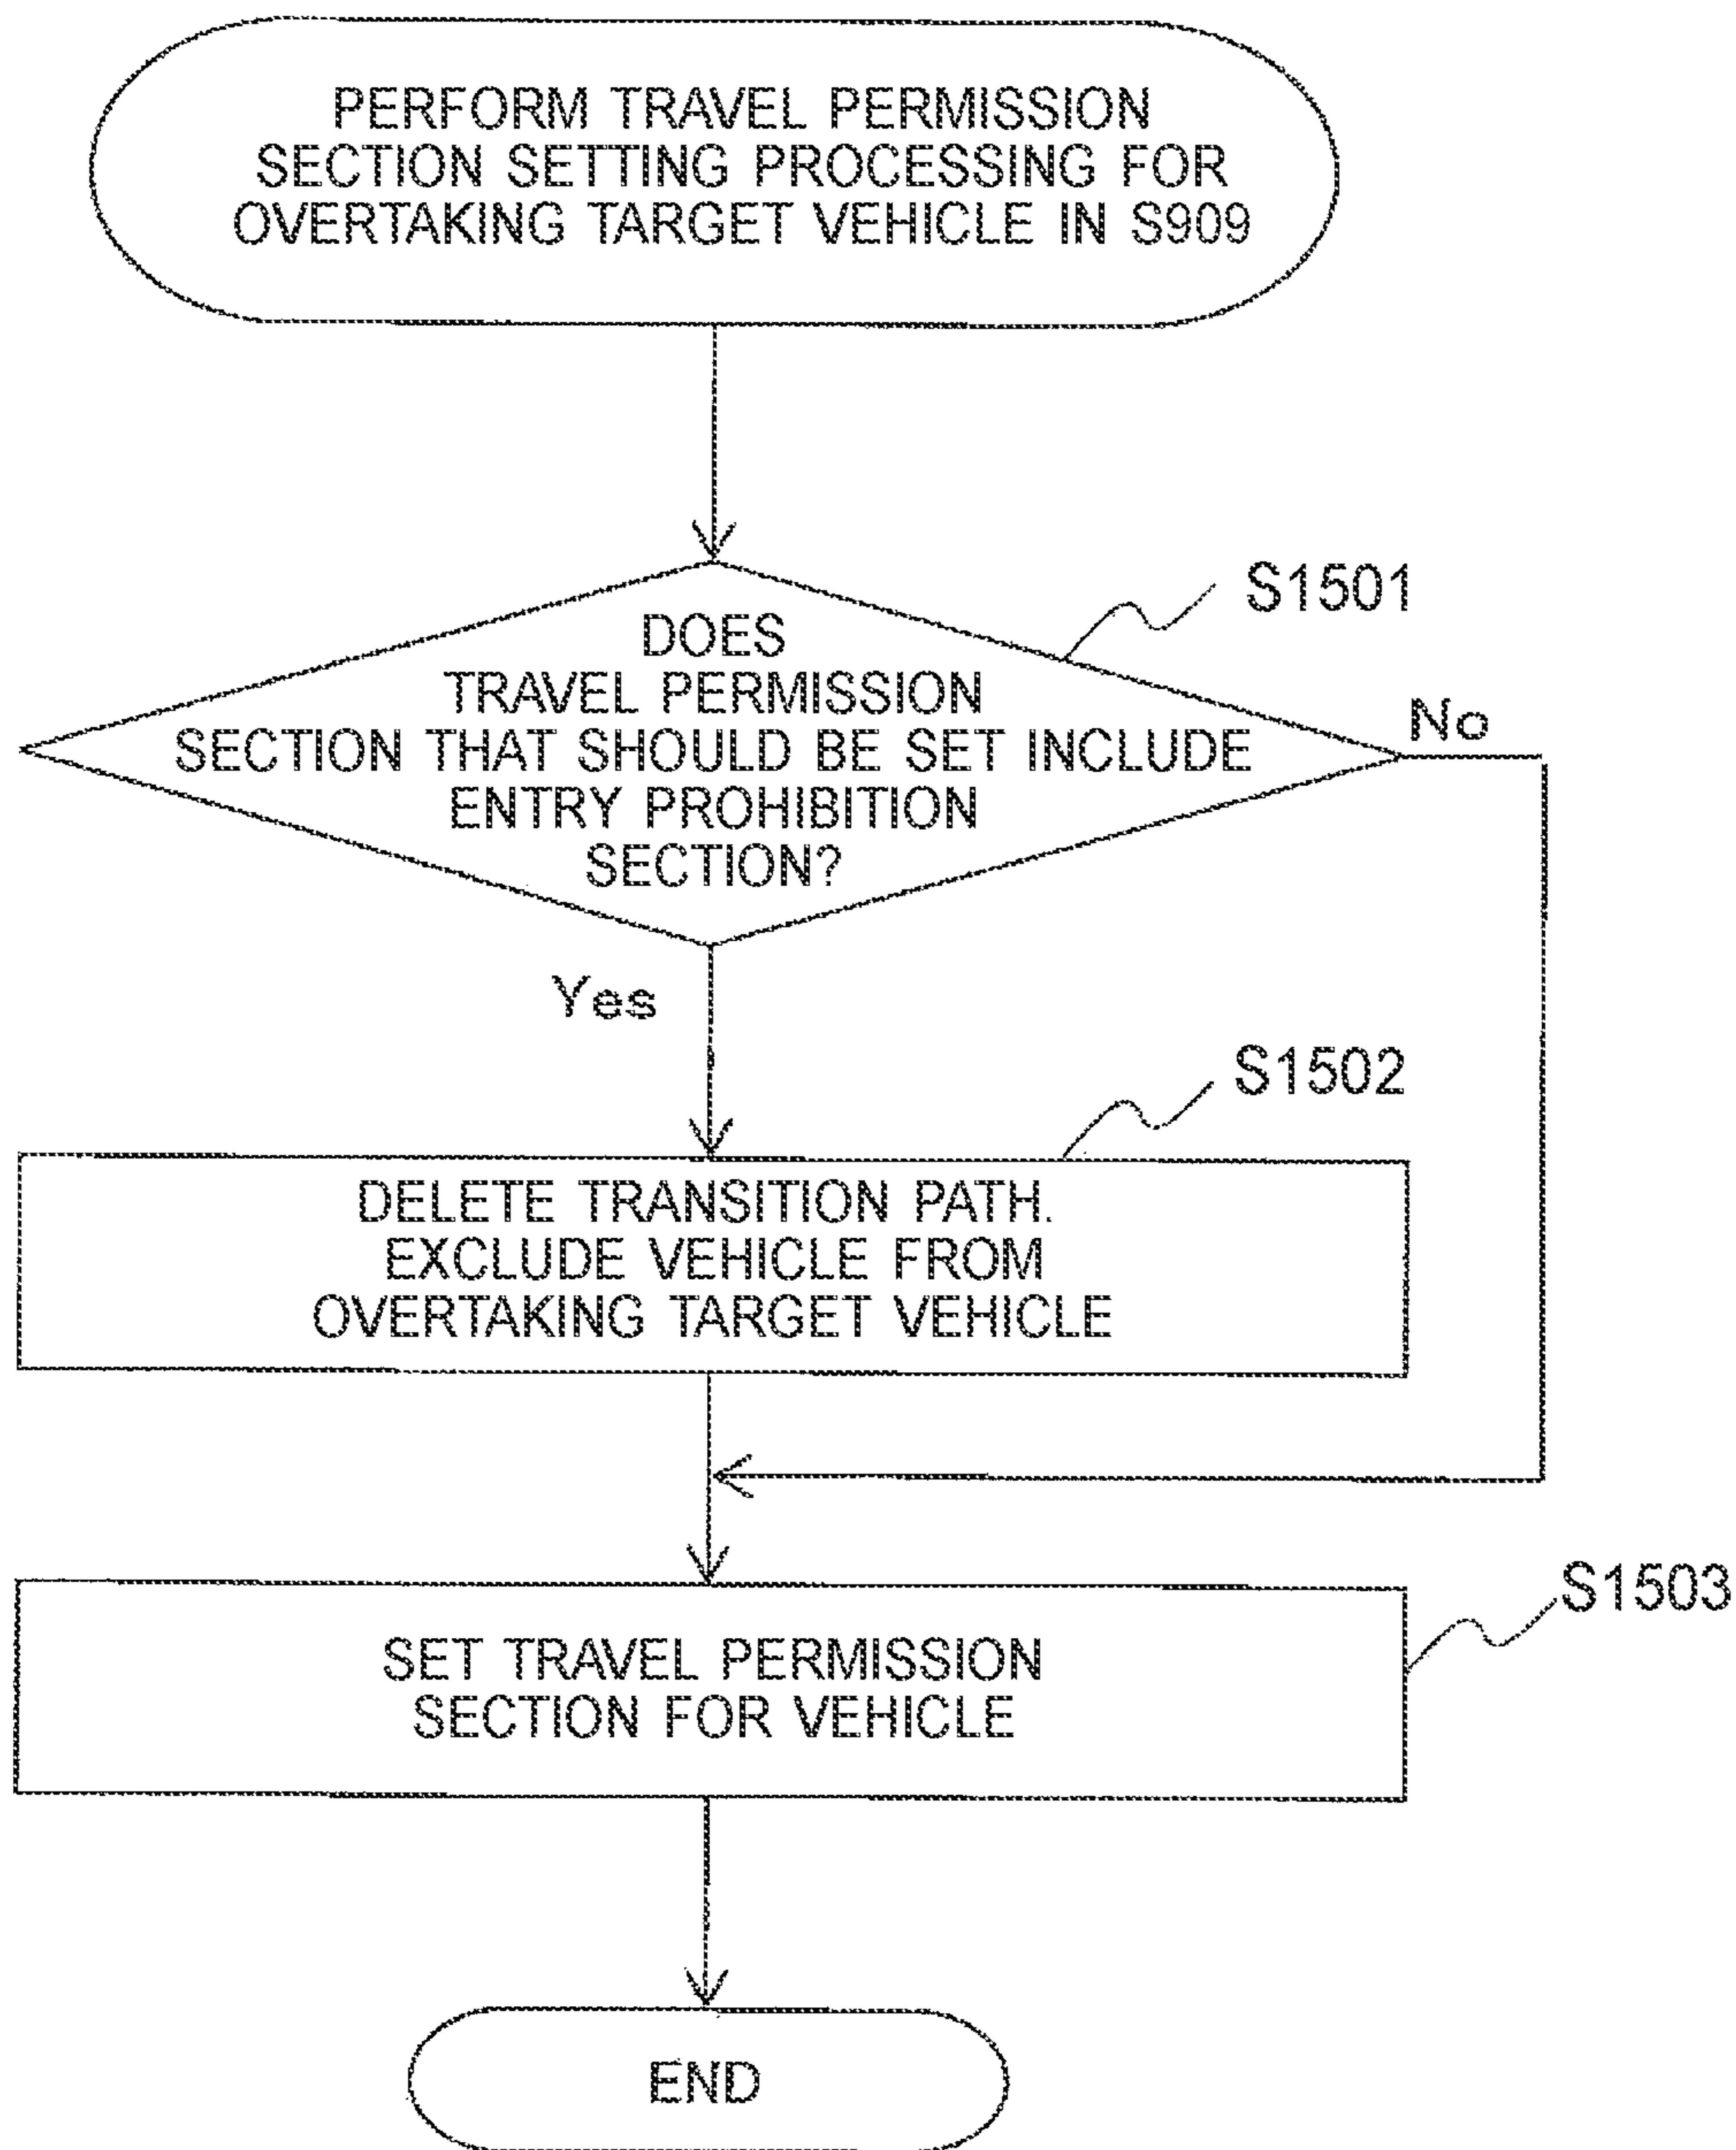 PERFORM TRAVEL PERMISSION
SECTION SETTING PROCESSING FOR
OVERTAKING TARGET VEHICLE IN S909
S1501
DOES
TRAVEL PERMISSION
SECTION THAT SHOULD BE SET INCLUDE
ENTRY PROHIBITION
SECTION?
No
Yes
S1502
DELETE TRANSITION PATH.
EXCLUDE VEHICLE FROM
OVERTAKING TARGET VEHICLE
S1503
SET TRAVEL PERMISSION
SECTION FOR VEHICLE
END